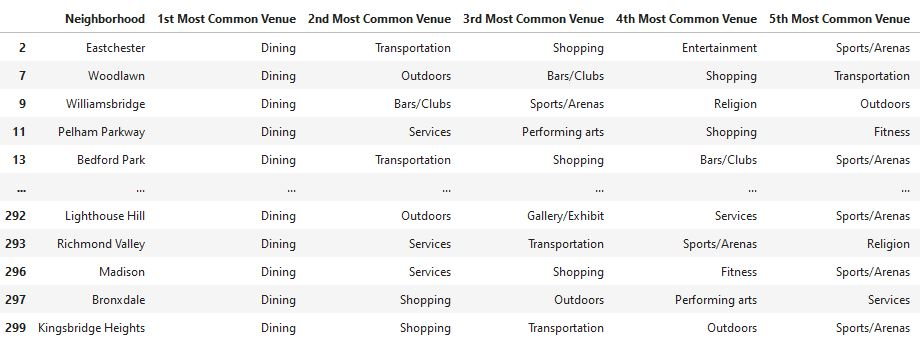 Neighborhood 1st Most Common Venue 2nd Most Common Venue 3rd Most Common Venue 4th Most Common Venue 5th Most Common Venue
2 Eastchester Dining Transportation Shopping Entertainment Sports/Arenas
7 Woodlawn Dining Outdoors Bars/Clubs Shopping Transportation
9 Williamsbridge Dining Bars/Clubs Sports/Arenas Religion Outdoors
11 Pelham Parkway Dining Services Performing arts Shopping Fitness
13 Bedford Park Dining Transportation Shopping Bars/Clubs Sports/Arenas
... ... ... ... ... ... ...
292 Lighthouse Hill Dining Outdoors Gallery/Exhibit Services Sports/Arenas
293 Richmond Valley Dining Services Transportation Sports/Arenas Religion
296 Madison Dining Services Shopping Fitness Sports/Arenas
297 Bronxdale Dining Shopping Outdoors Performing arts Services
299 Kingsbridge Heights Dining Shopping Transportation Outdoors Sports/Arenas